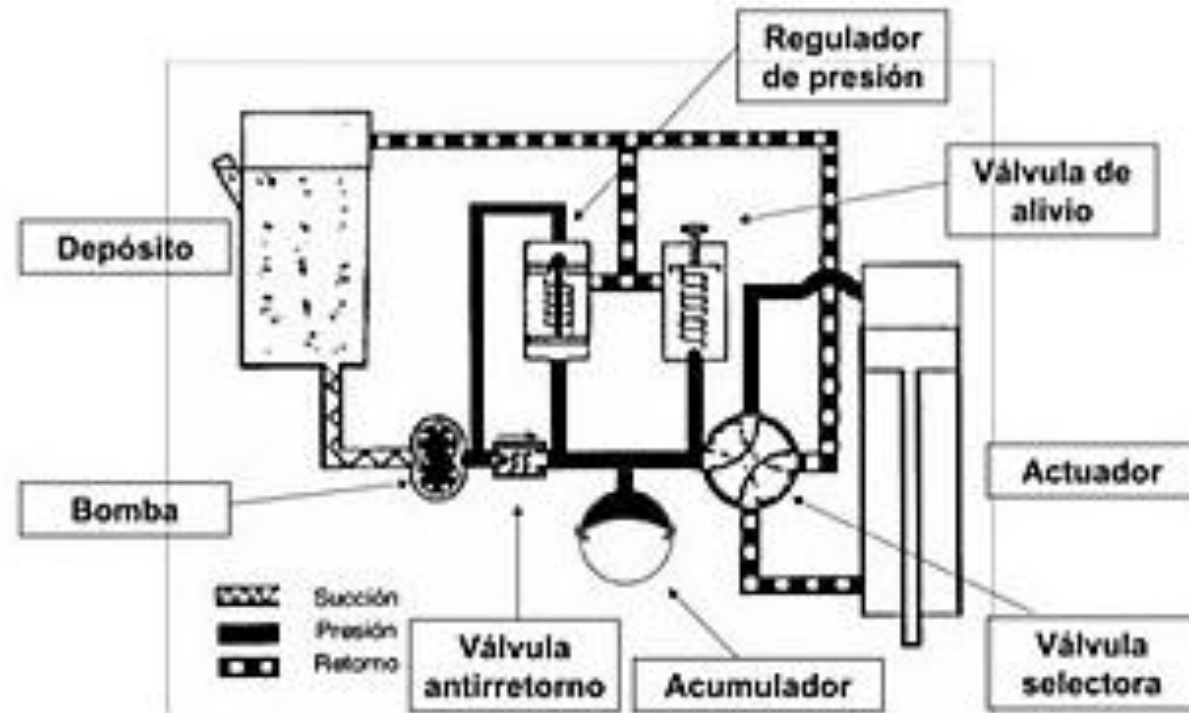 Regulador
de presión
Válvula de
alivio
Depósito
Actuador
Bomba
Succión
Presión
Retorno
Válvula
antirretorno
Acumulador
Válvula
selectora